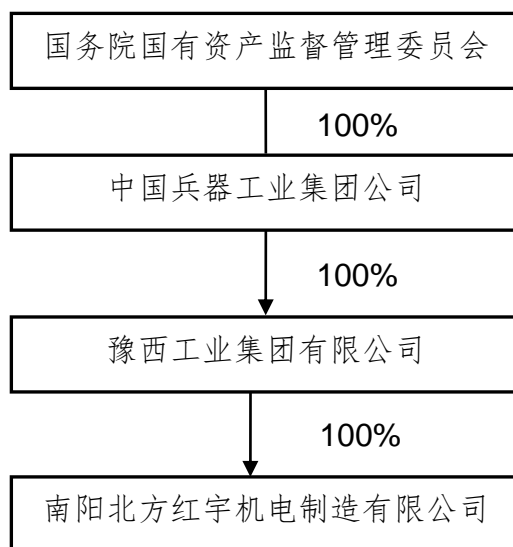 国务院国有资产监督管理委员会
100%
中国兵器工业集团公司
100%
豫西工业集团有限公司
100%
南阳北方红宇机电制造有限公司